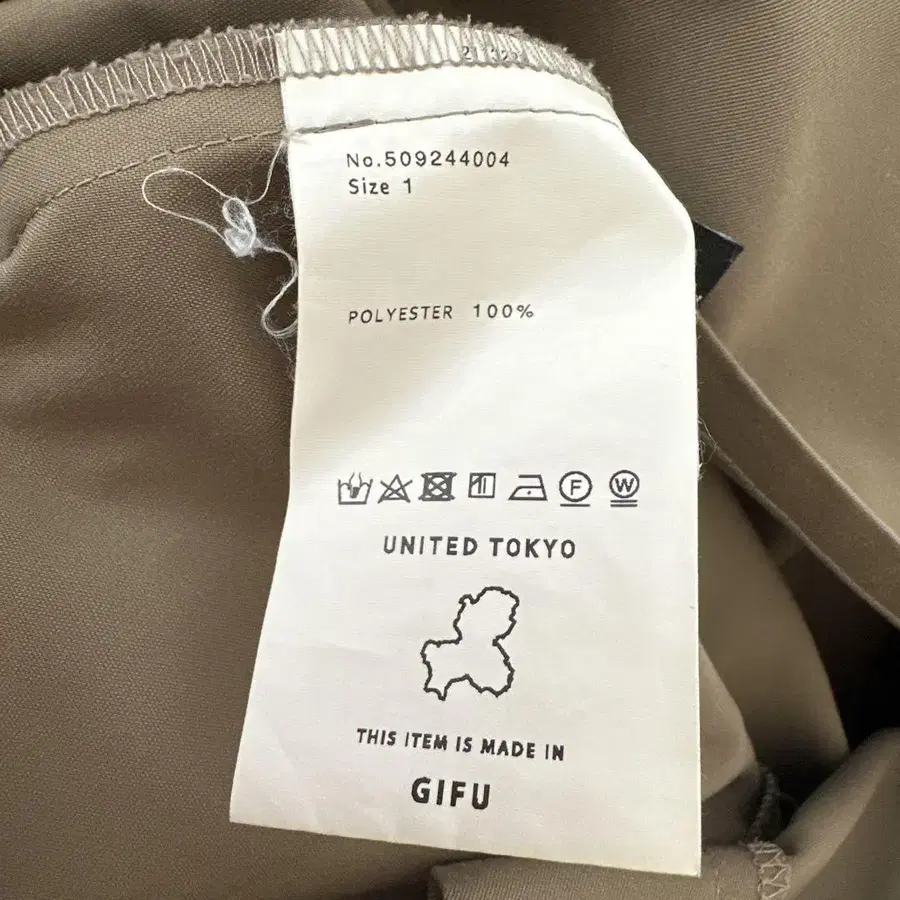 No.509244004
Size 1
POLYESTER 100%
F W
UNITED TOKYO
THIS ITEM IS MADE IN
GIFU